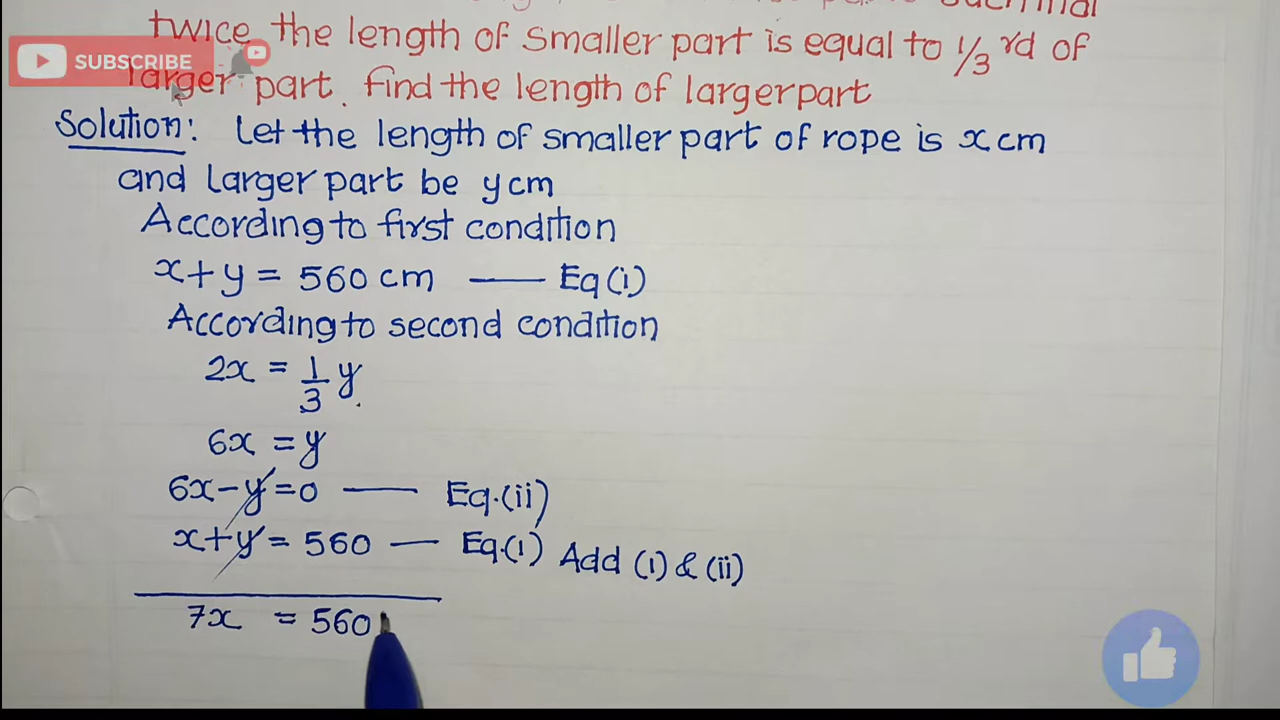 twice the length of smaller part is equal to 1/3 rd of
SUBSCRIBE
larger part. Find the length of largerpart
Solution: Let the length of smaller part of rope is x cm
and larger part be y cm
According to first condition
x+y = 560 cm —— Eq(i)
According to second condition
2x = 1/3 y
6x = y
6x-y=0 —— Eq.(ii)
x+y = 560 — Eq.(1) Add (1) & (ii)
7x = 560